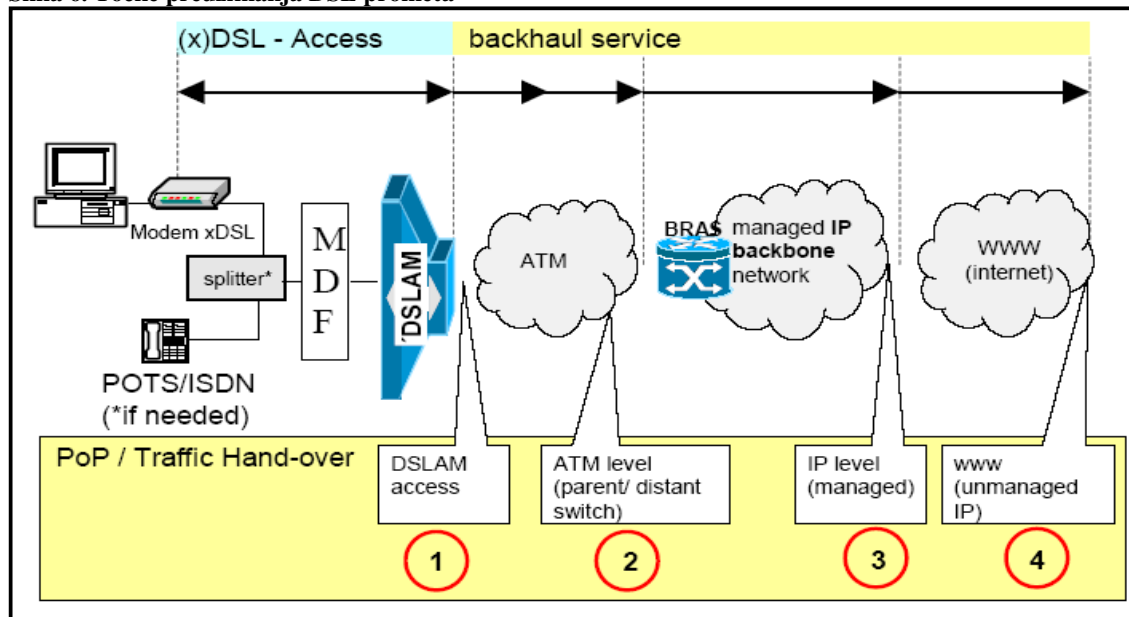 DSL prometa
(x)DSL - Access
backhaul service
Modem xDSL
splitter*
POTS/ISDN
(*if needed)
M
D
F
DSLAM
ATM
BRAS
managed IP
backbone
network
WWW
(internet)
PoP / Traffic Hand-over
DSLAM
access
ATM level
(parent/ distant
switch)
IP level
(managed)
www
(unmanaged
IP)
1
2
3
4